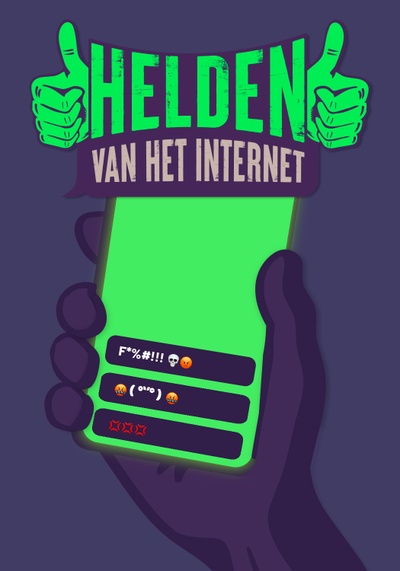 HELDEN
VAN HET INTERNET
F*%#!!! 💀😡
🤬 ( º╰º ) 🤬
💢💢💢